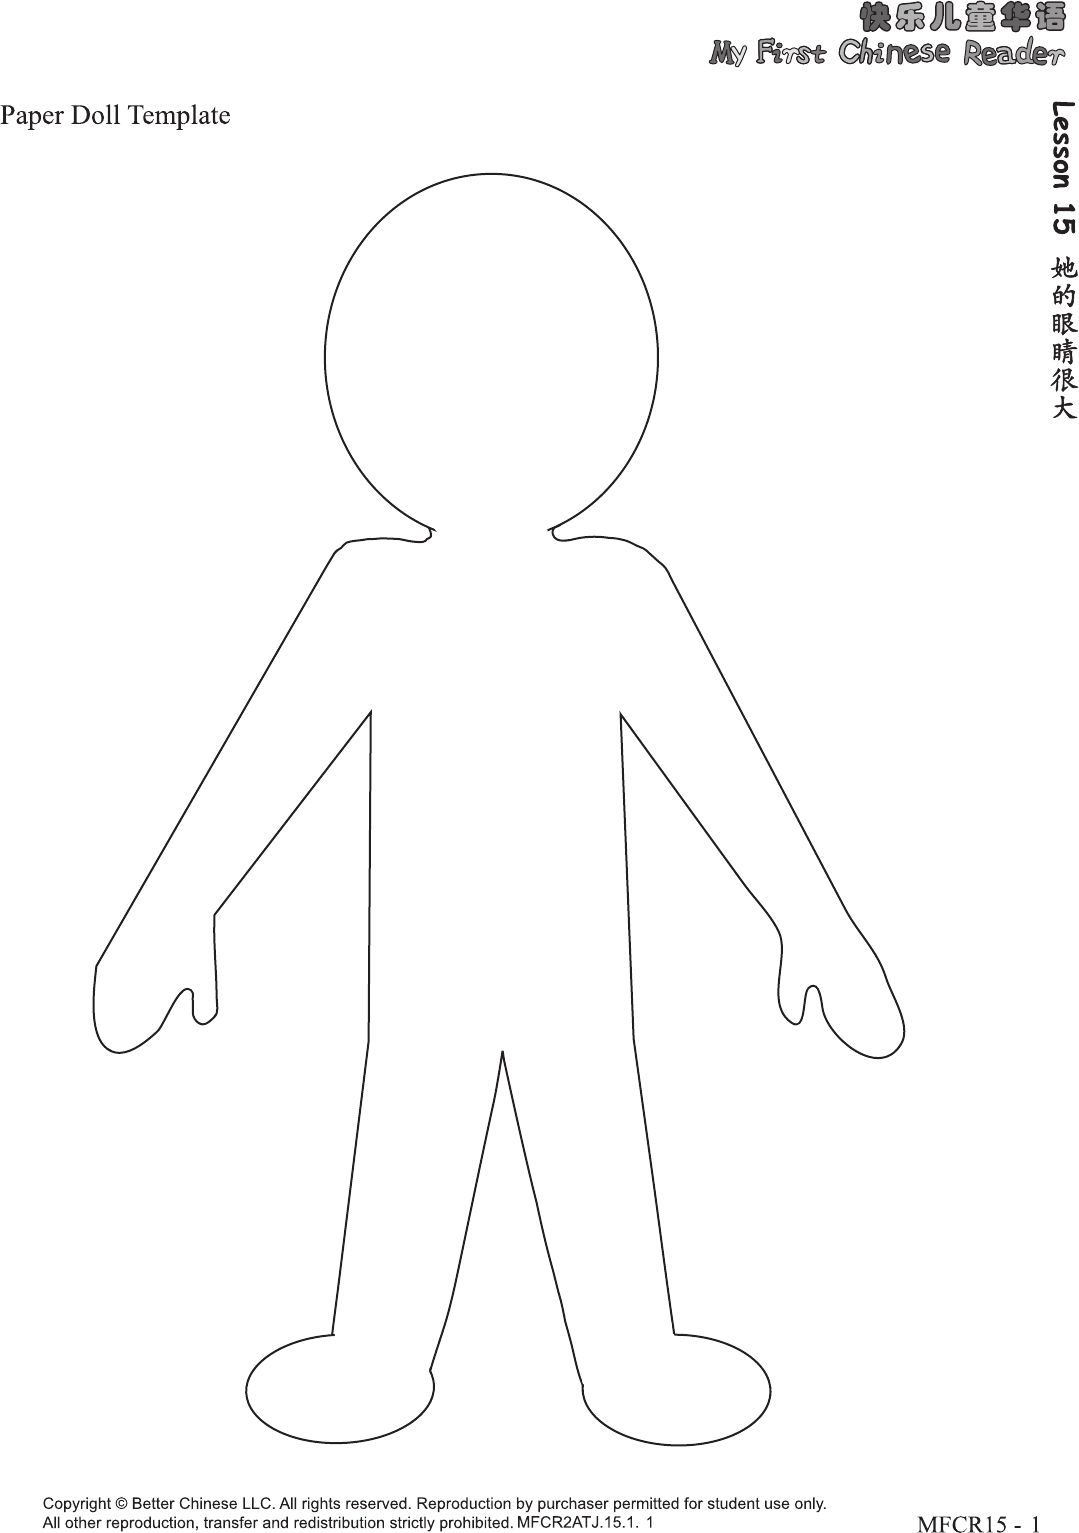 快乐儿童华语
My First Chinese Reader
Paper Doll Template
Lesson 15 她的眼睛很大
Copyright © Better Chinese LLC. All rights reserved. Reproduction by purchaser permitted for student use only.
All other reproduction, transfer and redistribution strictly prohibited. MFCR2ATJ.15.1. 1
MFCR15 - 1